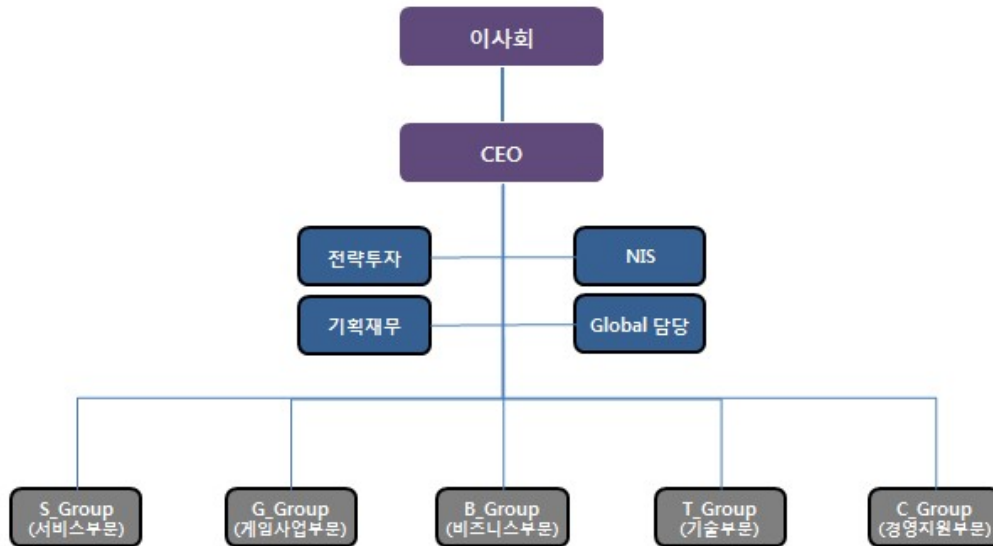 이사회
CEO
전략투자
NIS
기획재무
Global 담당
S_Group
(서비스부문)
G_Group
(게임사업부문)
B_Group
(비즈니스부문)
T_Group
(기술부문)
C_Group
(경영지원부문)